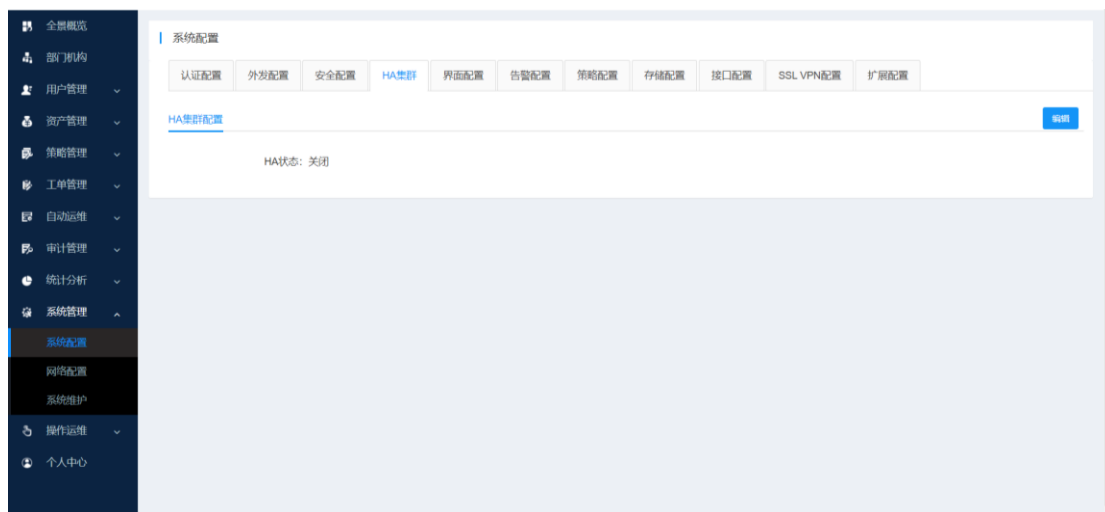 全景概览
部门机构
用户管理
资产管理
策略管理
工单管理
自动运维
审计管理
统计分析
系统管理
系统配置
网络配置
系统维护
操作运维
个人中心
系统配置
认证配置 外发配置 安全配置 HA集群 界面配置 告警配置 策略配置 存储配置 接口配置 SSL VPN配置 扩展配置
HA集群配置 编辑
HA状态：关闭